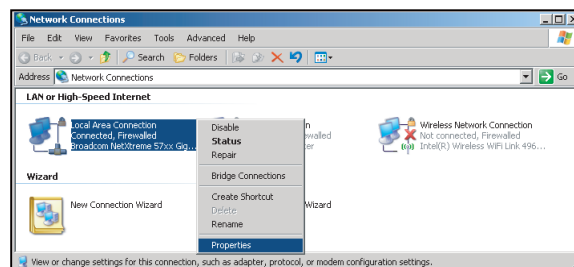 Network Connections
File Edit View Favorites Tools Advanced Help
Back Search Folders
Address Network Connections Go
LAN or High-Speed Internet
Local Area Connection
Connected, Firewalled
Broadcom NetXtreme 57xx Gig...
Disable
Status
Repair
Bridge Connections
Create Shortcut
Delete
Rename
Properties
Wireless Network Connection
Not connected, Firewalled
Intel(R) Wireless WiFi Link 496...
Wizard
New Connection Wizard
Wizard
View or change settings for this connection, such as adapter, protocol, or modem configuration settings.